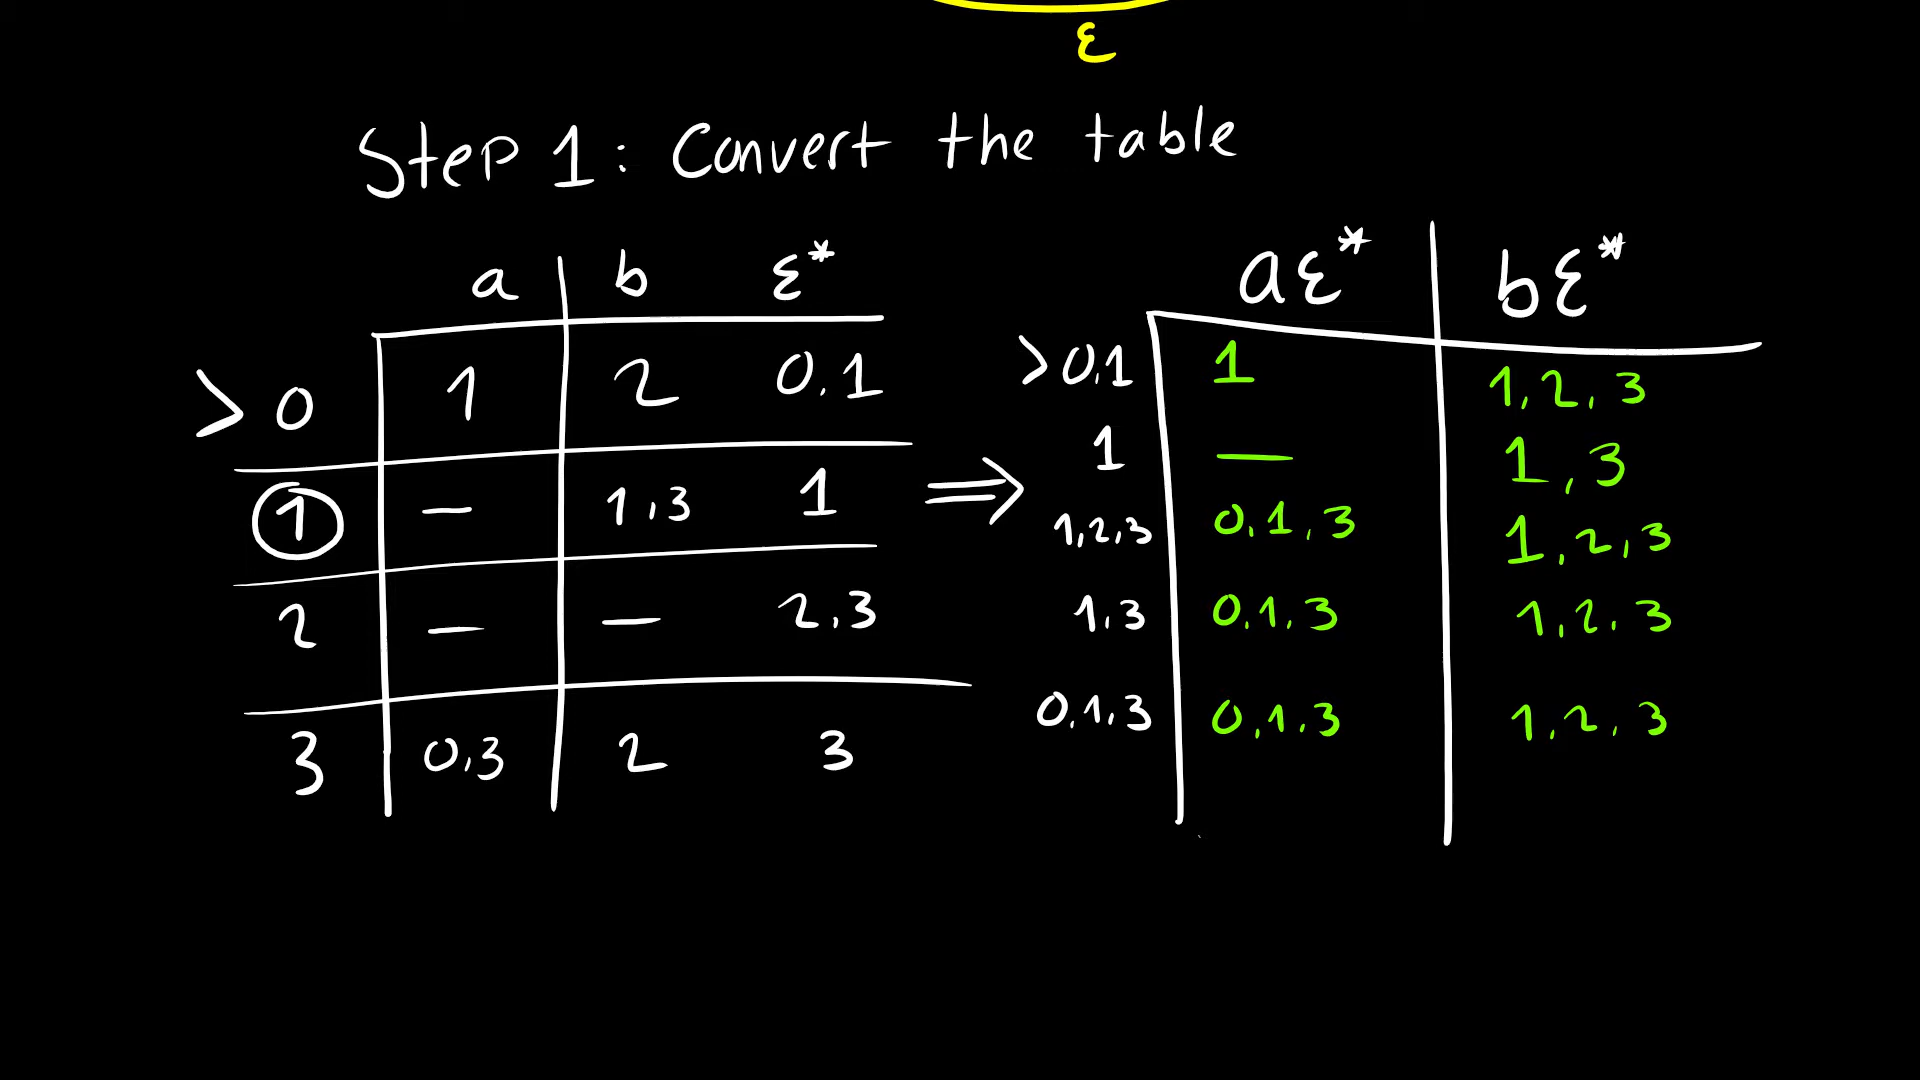 ε
Step 1: Convert the table
a b ε*
> 0 1 2 0,1
1 — 1,3 1
2 — — 2,3
3 0,3 2 3
⇒
aε* bε*
> 0,1 1 1,2,3
1 — 1,3
1,2,3 0,1,3 1,2,3
1,3 0,1,3 1,2,3
0,1,3 0,1,3 1,2,3